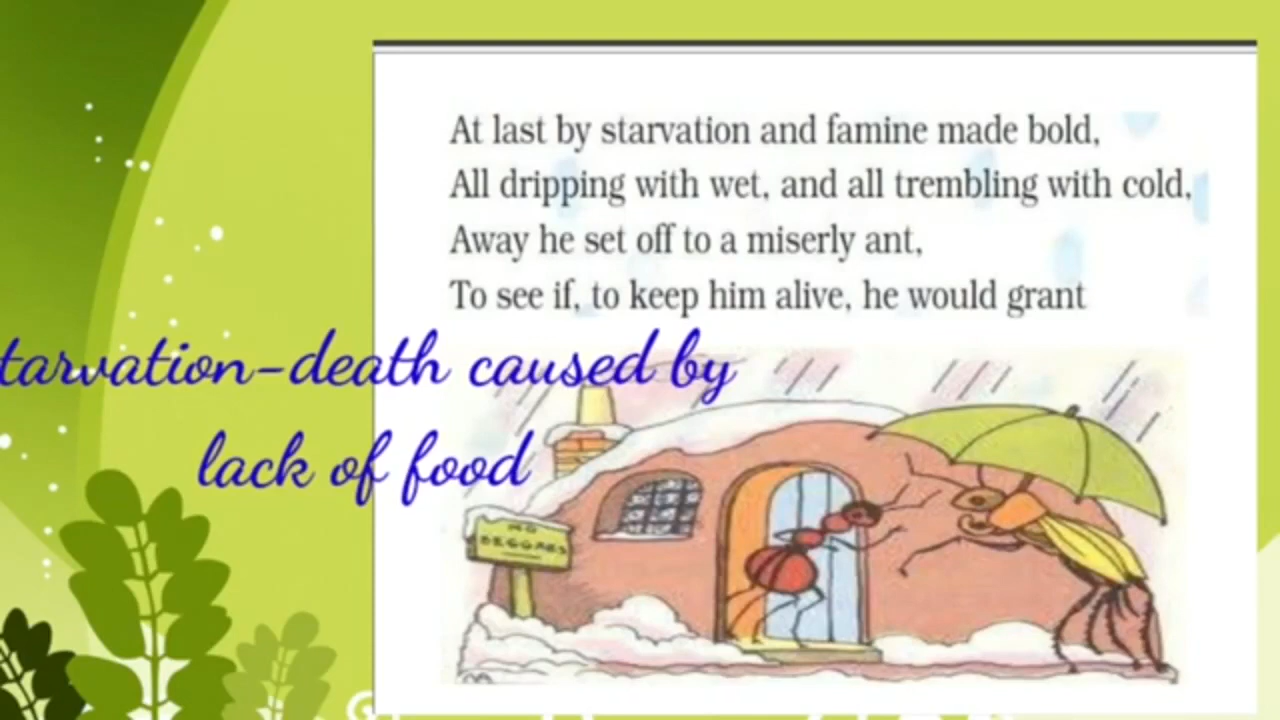 At last by starvation and famine made bold,
All dripping with wet, and all trembling with cold,
Away he set off to a miserly ant,
To see if, to keep him alive, he would grant
tarvation-death caused by
lack of food
NO
BEGGARS